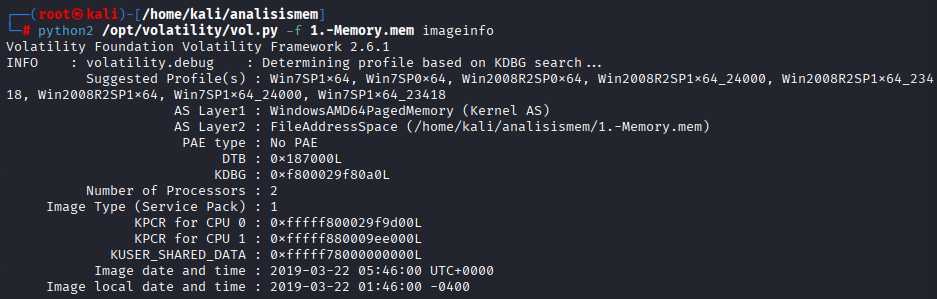 ┌──(root㉿kali)-[/home/kali/analisismem]
└─# python2 /opt/volatility/vol.py -f 1.-Memory.mem imageinfo
Volatility Foundation Volatility Framework 2.6.1
INFO    : volatility.debug    : Determining profile based on KDBG search...
          Suggested Profile(s) : Win7SP1x64, Win7SP0x64, Win2008R2SP0x64, Win2008R2SP1x64_24000, Win2008R2SP1x64_234
18, Win2008R2SP1x64, Win7SP1x64_24000, Win7SP1x64_23418
                     AS Layer1 : WindowsAMD64PagedMemory (Kernel AS)
                     AS Layer2 : FileAddressSpace (/home/kali/analisismem/1.-Memory.mem)
                      PAE type : No PAE
                           DTB : 0x187000L
                          KDBG : 0xf800029f80a0L
          Number of Processors : 2
     Image Type (Service Pack) : 1
                KPCR for CPU 0 : 0xfffff800029f9d00L
                KPCR for CPU 1 : 0xfffff880009ee000L
             KUSER_SHARED_DATA : 0xfffff78000000000L
           Image date and time : 2019-03-22 05:46:00 UTC+0000
     Image local date and time : 2019-03-22 01:46:00 -0400